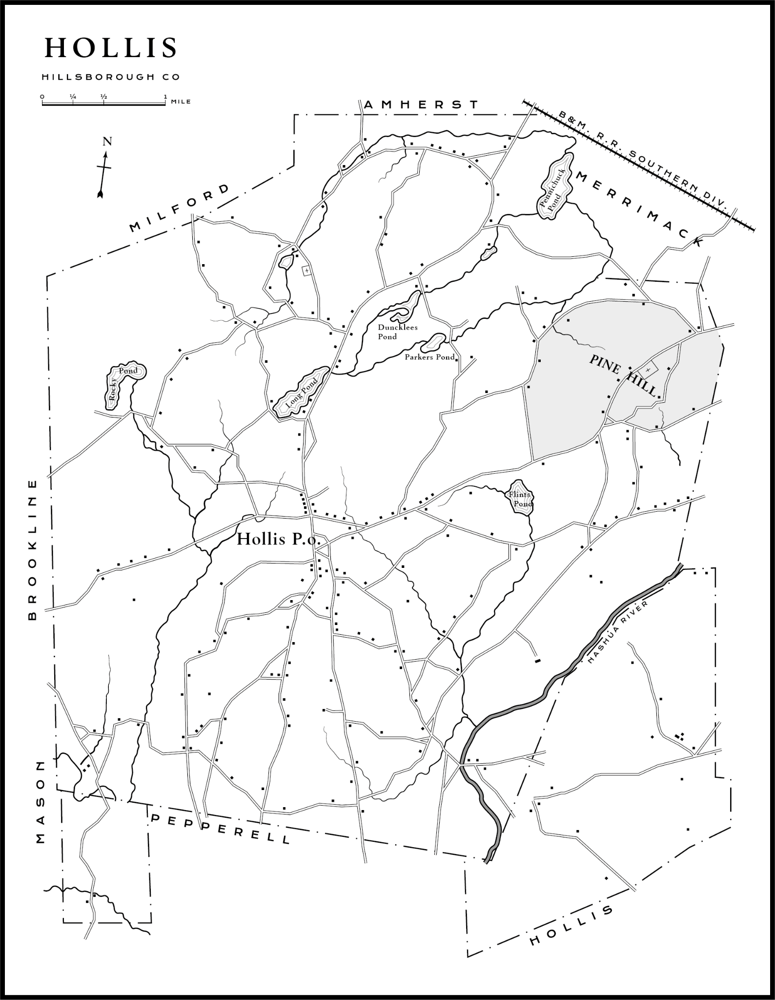 HOLLIS
HILLSBOROUGH CO
0 ¼ ½ 1 MILE
N
AMHERST
B&M. R.R. SOUTHERN DIV.
MILFORD
MERRIMACK
Pennichuck
Pond
Duncklees
Pond
Parkers Pond
PINE HILL
Rocky Pond
Long Pond
Flints
Pond
BROOKLINE
Hollis P.o.
NASHUA RIVER
MASON
PEPPERELL
HOLLIS